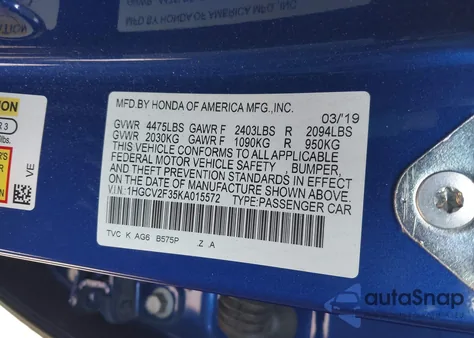 MFD.BY HONDA OF AMERICA MFG.,INC.
03/'19
GVWR 4475LBS GAWR F 2403LBS R 2094LBS
GVWR 2030KG GAWR F 1090KG R 950KG
THIS VEHICLE CONFORMS TO ALL APPLICABLE
FEDERAL MOTOR VEHICLE SAFETY , BUMPER,
AND THEFT PREVENTION STANDARDS IN EFFECT
ON THE DATE OF MANUFACTURE SHOWN ABOVE.
V.I.N:1HGCV2F35KA015572 TYPE:PASSENGER CAR
TVC K AG6 B575P .Z .A
VE
autoSnap